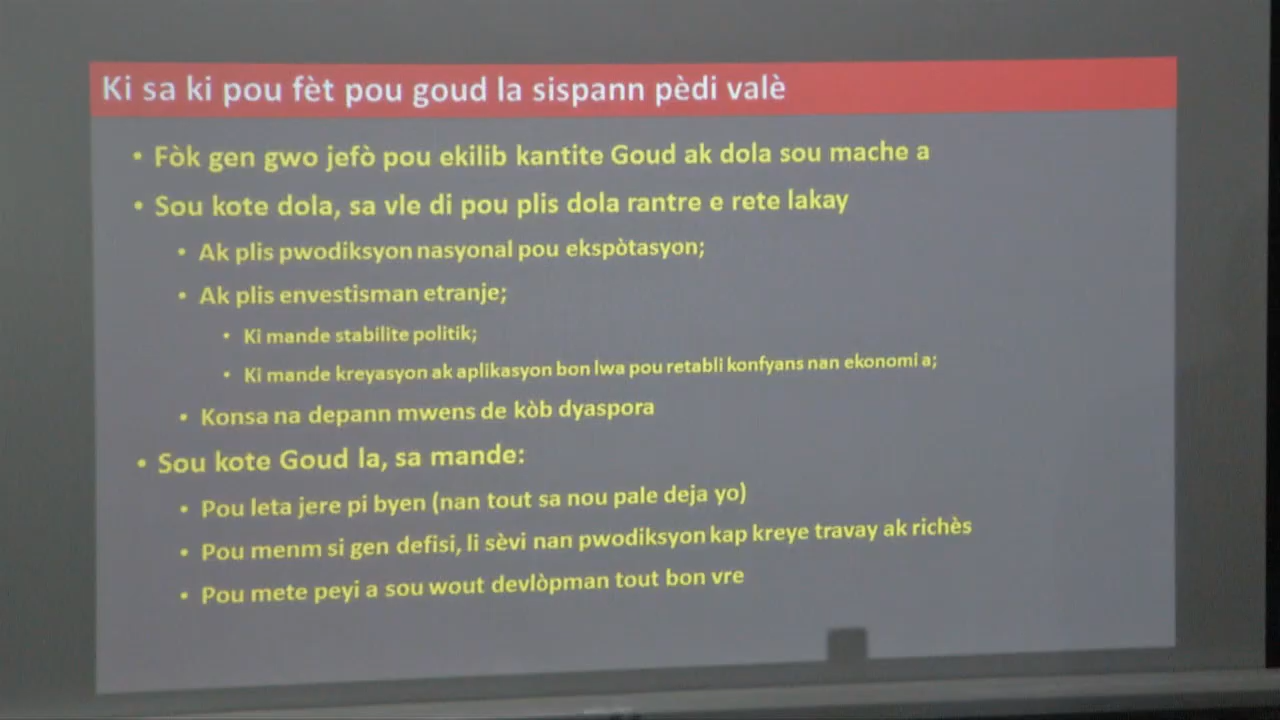 Ki sa ki pou fèt pou goud la sispann pèdi valè
• Fòk gen gwo jefò pou ekilib kantite Goud ak dola sou mache a
• Sou kote dola, sa vle di pou plis dola rantre e rete lakay
• Ak plis pwodiksyon nasyonal pou ekspòtasyon;
• Ak plis envestisman etranje;
• Ki mande stabilite politik;
• Ki mande kreyasyon ak aplikasyon bon lwa pou retabli konfyans nan ekonomi a;
• Konsa na depann mwens de kòb dyaspora
• Sou kote Goud la, sa mande:
• Pou leta jere pi byen (nan tout sa nou pale deja yo)
• Pou menm si gen defisi, li sèvi nan pwodiksyon kap kreye travay ak richès
• Pou mete peyi a sou wout devlòpman tout bon vre